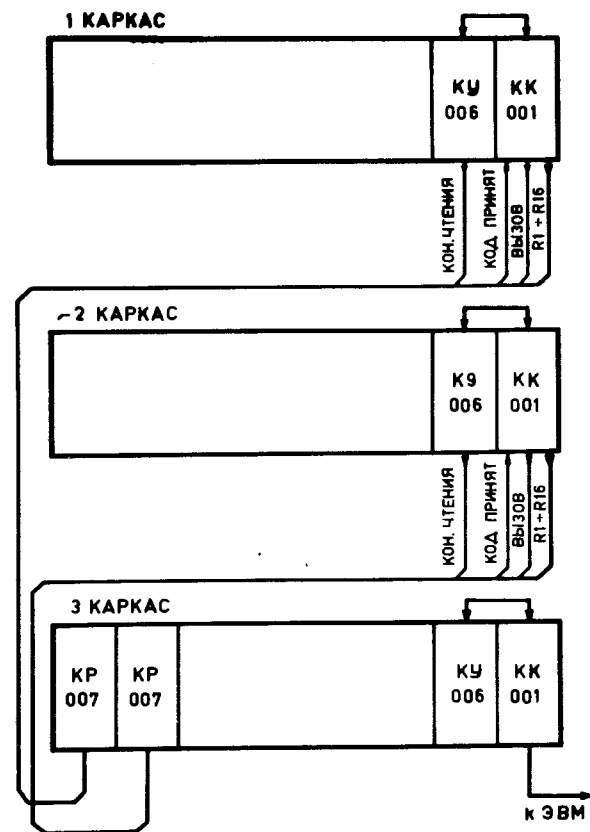 1 КАРКАС
КУ КК
006 001
КОН. ЧТЕНИЯ
КОД ПРИНЯТ
ВЫЗОВ
R1÷R16
~2 КАРКАС
К9 КК
006 001
КОН. ЧТЕНИЯ
КОД ПРИНЯТ
ВЫЗОВ
R1÷R16
3 КАРКАС
КР КР КУ КК
007 007 006 001
К ЭВМ